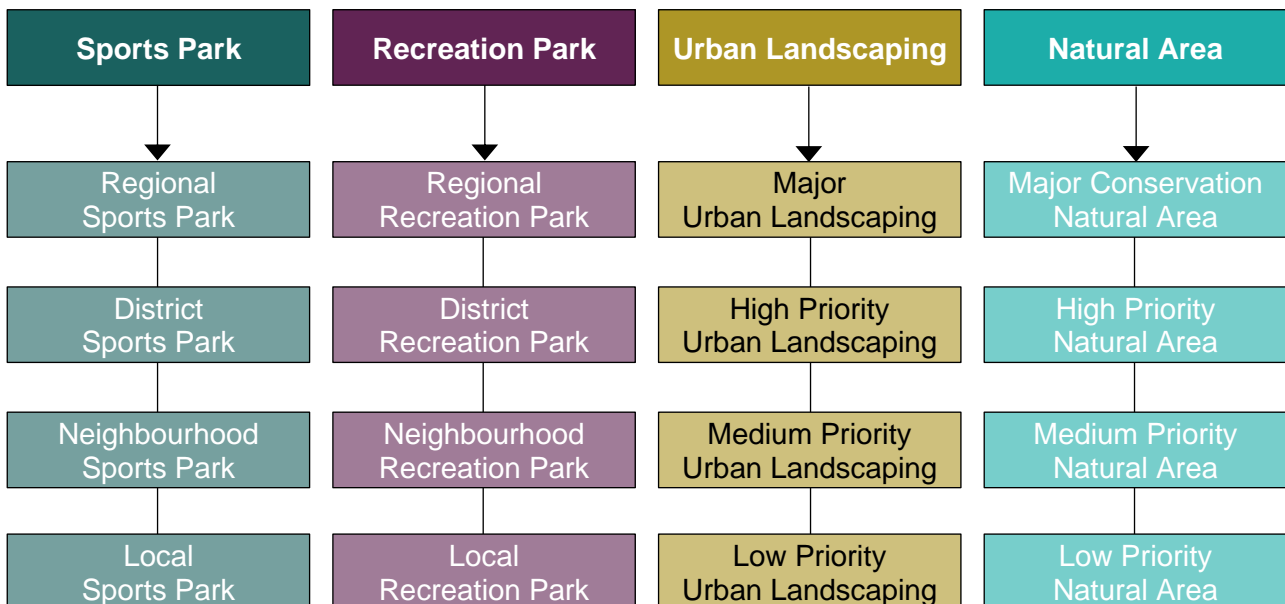 Sports Park
Recreation Park
Urban Landscaping
Natural Area
Regional
Sports Park
Regional
Recreation Park
Major
Urban Landscaping
Major Conservation
Natural Area
District
Sports Park
District
Recreation Park
High Priority
Urban Landscaping
High Priority
Natural Area
Neighbourhood
Sports Park
Neighbourhood
Recreation Park
Medium Priority
Urban Landscaping
Medium Priority
Natural Area
Local
Sports Park
Local
Recreation Park
Low Priority
Urban Landscaping
Low Priority
Natural Area